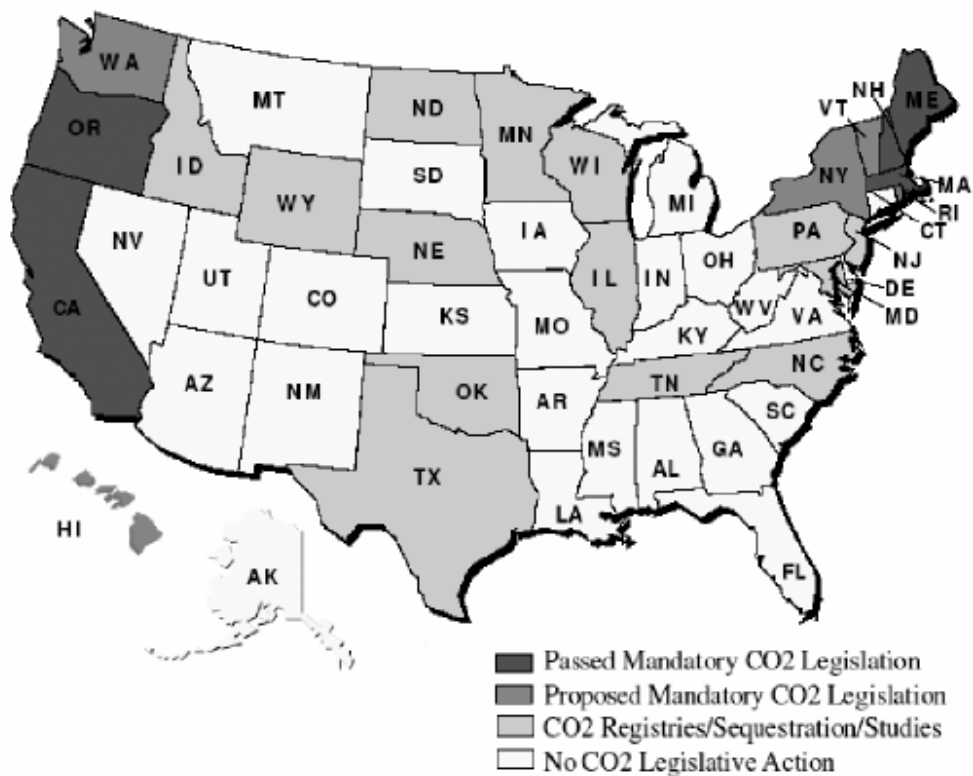 WA
MT
ND
MN
VT
NH
ME
OR
ID
SD
WI
NY
MA
WY
MI
RI
CT
NV
NE
IA
PA
NJ
UT
CO
IL
IN
OH
DE
MD
CA
KS
MO
WV
VA
KY
AZ
NM
OK
AR
TN
NC
SC
TX
MS
AL
GA
LA
HI
AK
FL
Passed Mandatory CO2 Legislation
Proposed Mandatory CO2 Legislation
CO2 Registries/Sequestration/Studies
No CO2 Legislative Action